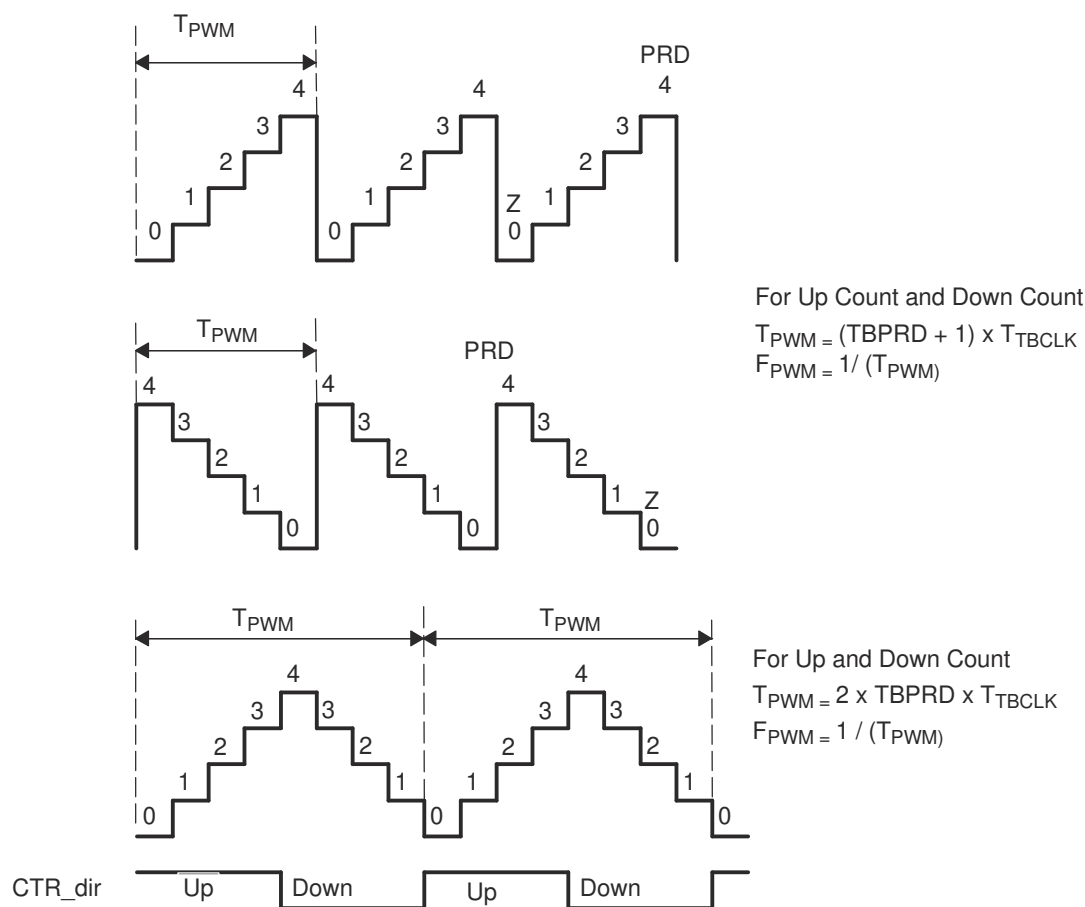 T_PWM
PRD
4 4 4
3 3 3
2 2 2
1 1 1
Z
0 0 0
For Up Count and Down Count
T_PWM = (TBPRD + 1) x T_TBCLK
F_PWM = 1/ (T_PWM)
T_PWM
PRD
4 4 4
3 3 3
2 2 2
1 1 1
Z
0 0 0
T_PWM T_PWM
For Up and Down Count
T_PWM = 2 x TBPRD x T_TBCLK
F_PWM = 1 / (T_PWM)
4 4
3 3 3 3
2 2 2 2
1 1 1 1
0 0 0
CTR_dir Up Down Up Down